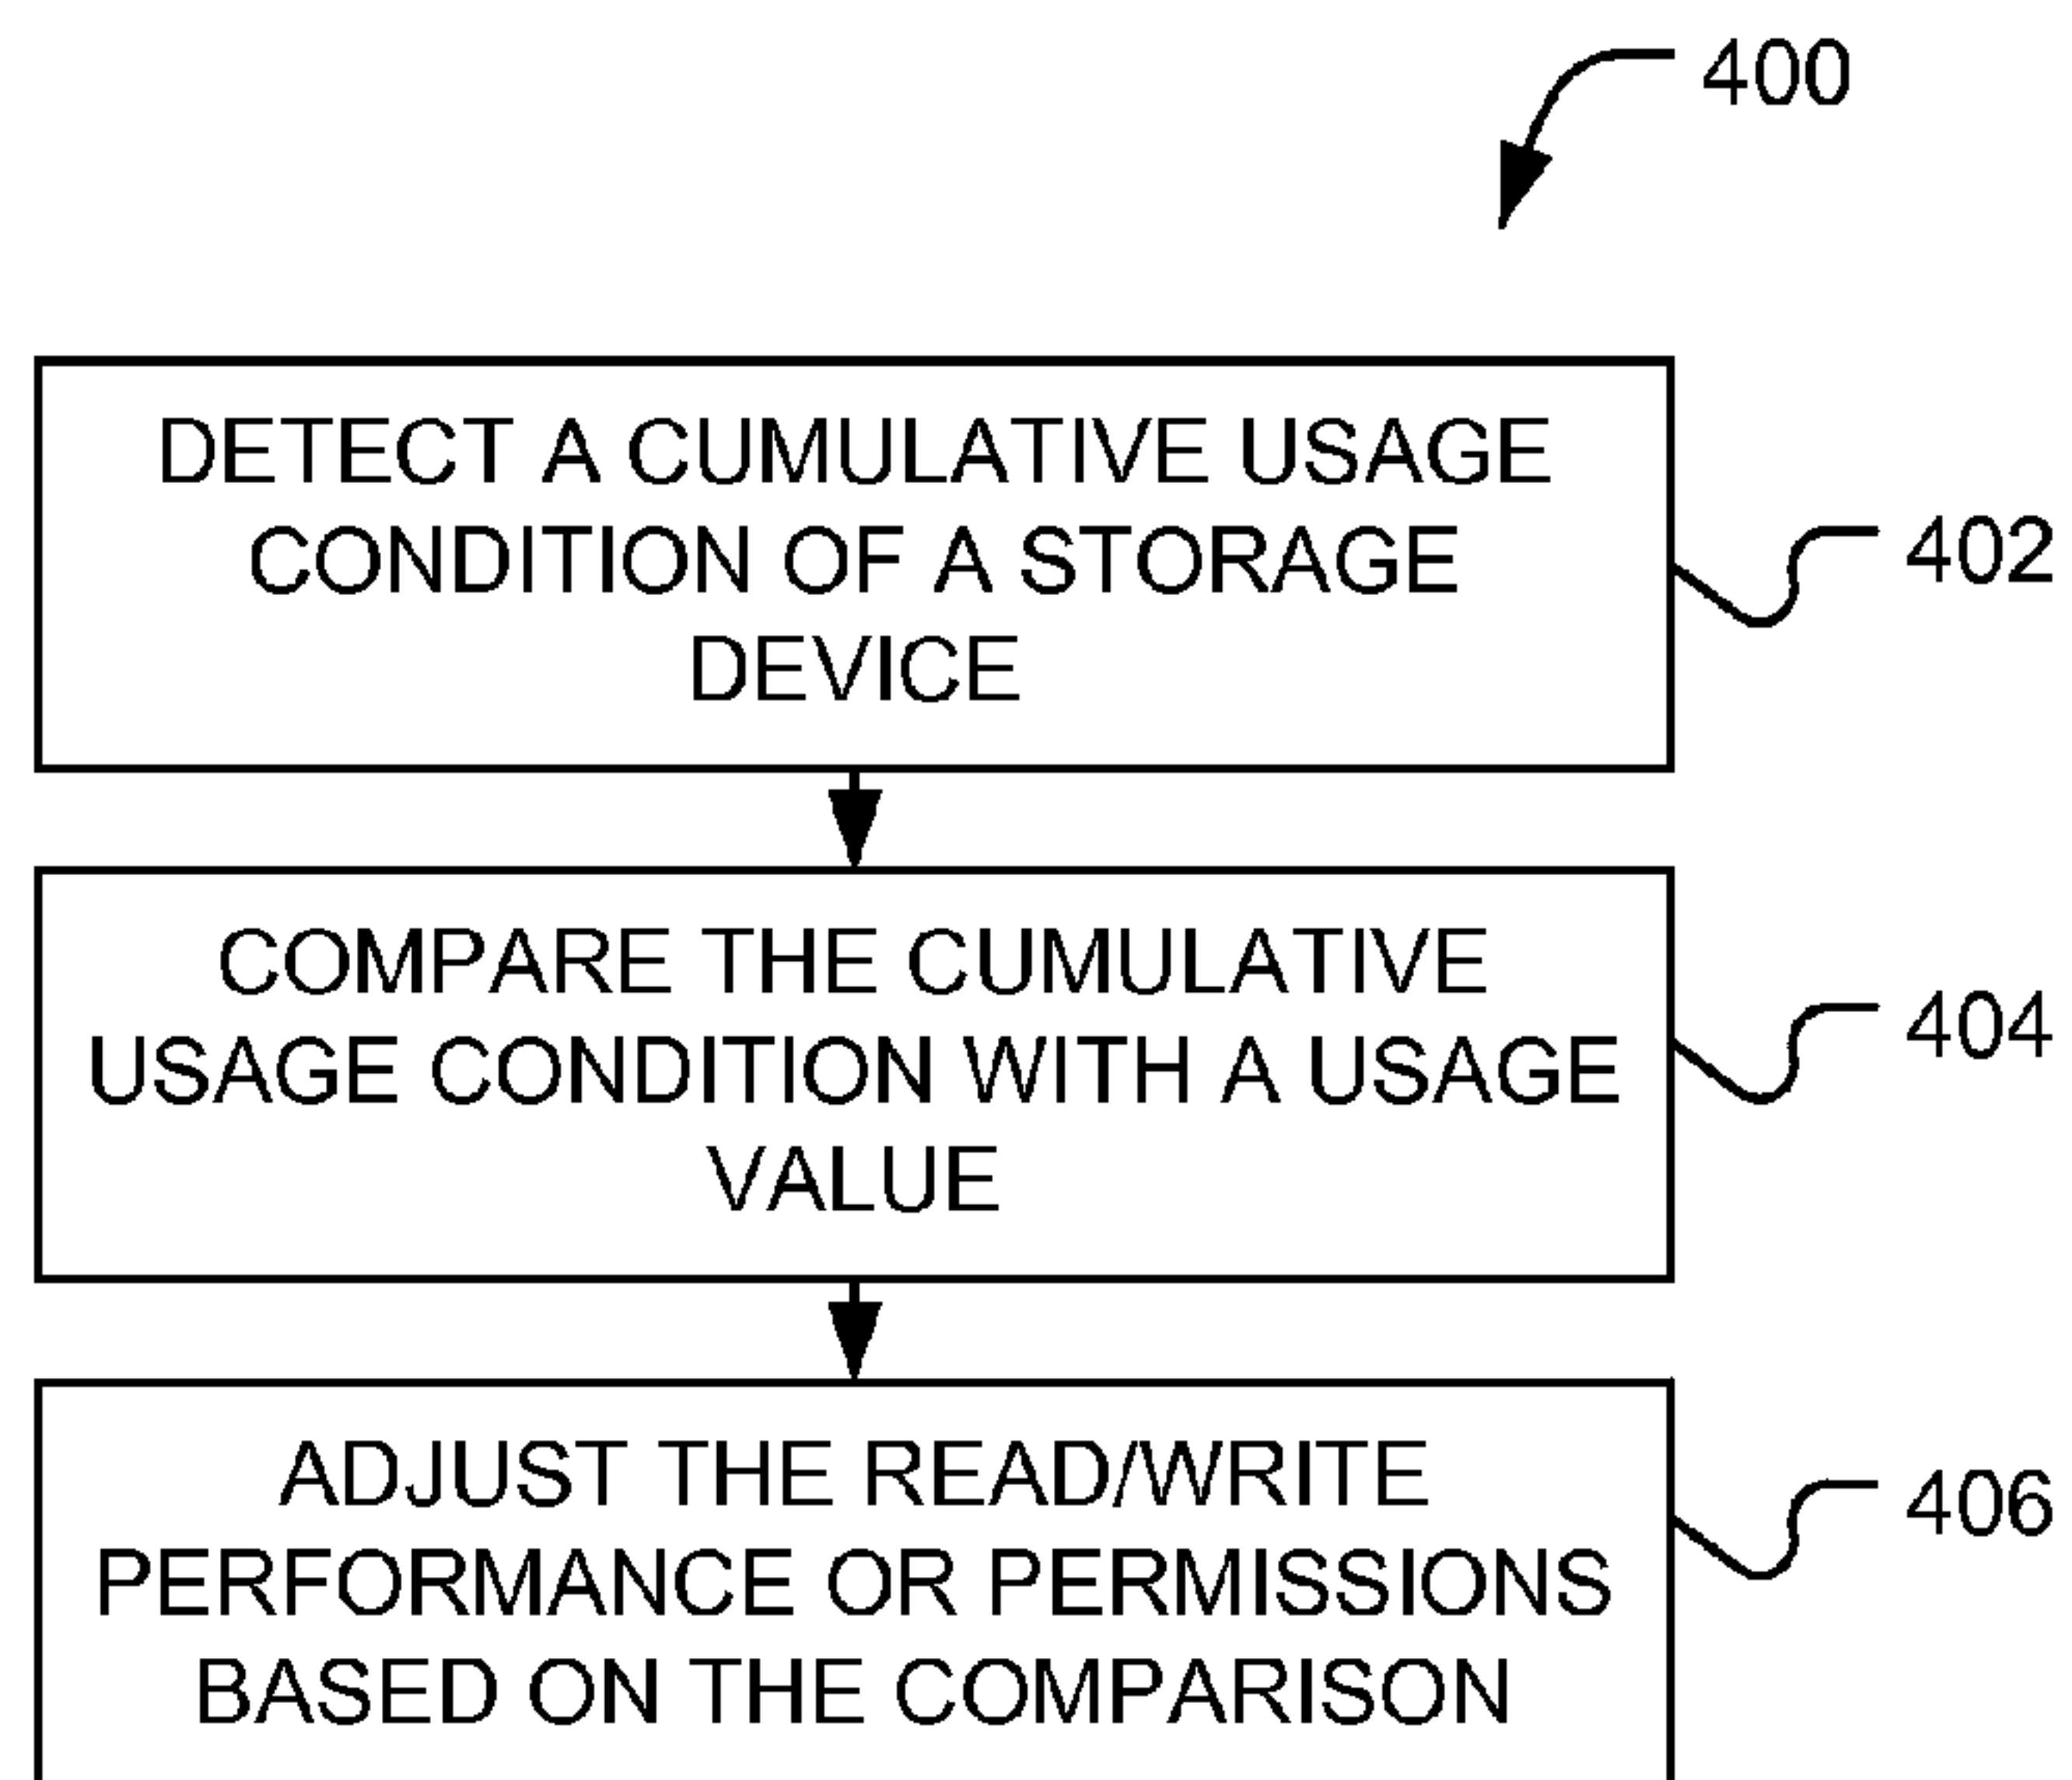 400
DETECT A CUMULATIVE USAGE
CONDITION OF A STORAGE
DEVICE
402
COMPARE THE CUMULATIVE
USAGE CONDITION WITH A USAGE
VALUE
404
ADJUST THE READ/WRITE
PERFORMANCE OR PERMISSIONS
BASED ON THE COMPARISON
406